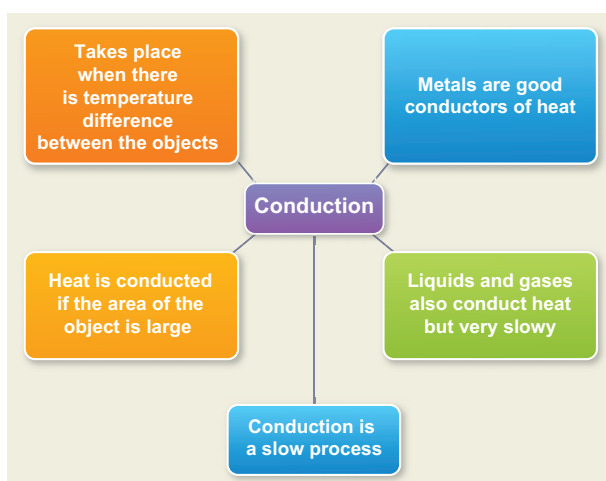 Takes place
when there
is temperature
difference
between the objects
Metals are good
conductors of heat
Conduction
Heat is conducted
if the area of the
object is large
Liquids and gases
also conduct heat
but very slowy
Conduction is
a slow process